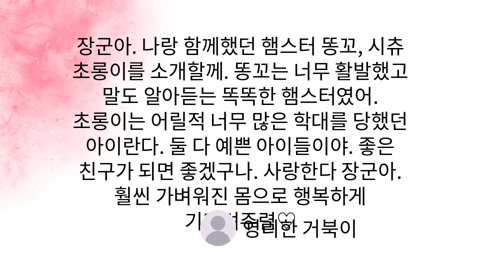 장군아. 나랑 함께했던 햄스터 똥꼬, 시츄
초롱이를 소개할께. 똥꼬는 너무 활발했고
말도 알아듣는 똑똑한 햄스터였어.
초롱이는 어릴적 너무 많은 학대를 당했던
아이란다. 둘 다 예쁜 아이들이야. 좋은
친구가 되면 좋겠구나. 사랑한다 장군아.
훨씬 가벼워진 몸으로 행복하게
영리한 거북이